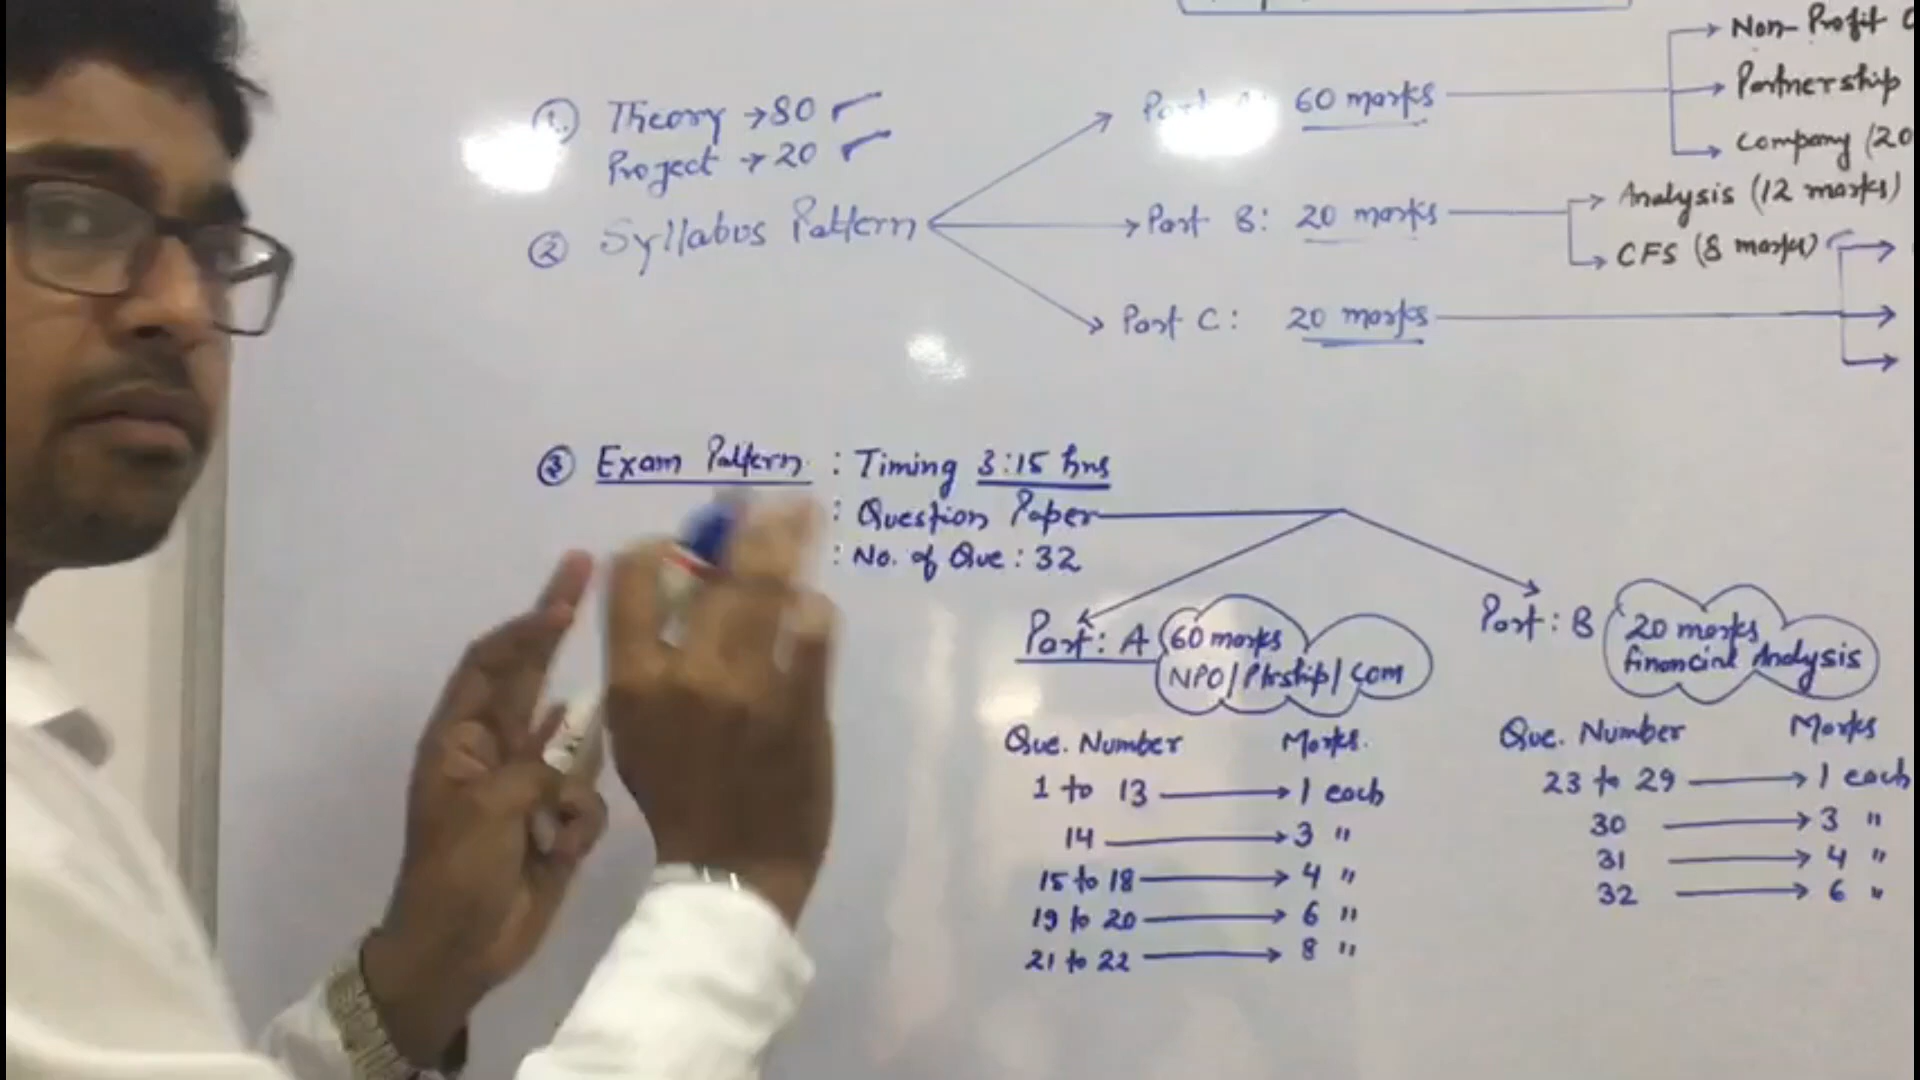 ① Theory → 80 ✓
Project → 20 ✓
② Syllabus Pattern
Part A: 60 marks
Non-Profit
Partnership
Company (20
Part B: 20 marks
Analysis (12 marks)
CFS (8 marks)
Part C: 20 marks
③ Exam Pattern : Timing 3:15 hrs
: Question Paper
: No. of Que : 32
Part : A 60 marks
NPO/Ptrship/Com
Que. Number Marks.
1 to 13 → 1 each
14 → 3 "
15 to 18 → 4 "
19 to 20 → 6 "
21 to 22 → 8 "
Part : B 20 marks
financial Analysis
Que. Number Marks
23 to 29 → 1 each
30 → 3 "
31 → 4 "
32 → 6 "